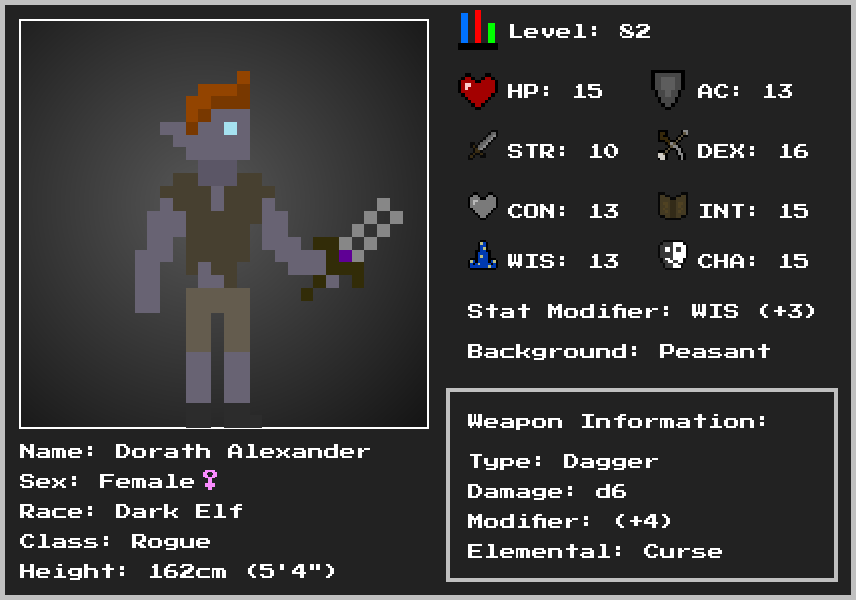 Level: 82
HP: 15
AC: 13
STR: 10
DEX: 16
CON: 13
INT: 15
WIS: 13
CHA: 15
Stat Modifier: WIS (+3)
Background: Peasant
Weapon Information:
Type: Dagger
Damage: d6
Modifier: (+4)
Elemental: Curse
Name: Dorath Alexander
Sex: Female♀
Race: Dark Elf
Class: Rogue
Height: 162cm (5'4")